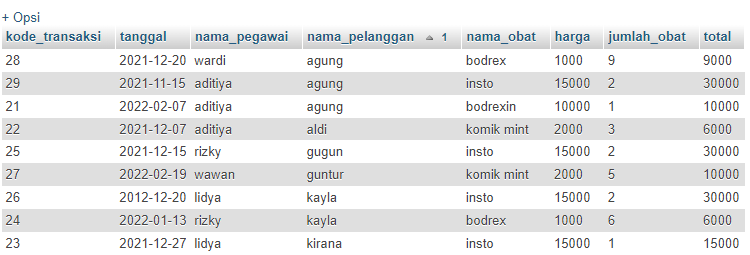 + Opsi
kode_transaksi tanggal nama_pegawai nama_pelanggan 1 nama_obat harga jumlah_obat total
28 2021-12-20 wardi agung bodrex 1000 9 9000
29 2021-11-15 aditiya agung insto 15000 2 30000
21 2022-02-07 aditiya agung bodrexin 10000 1 10000
22 2021-12-07 aditiya aldi komik mint 2000 3 6000
25 2021-12-15 rizky gugun insto 15000 2 30000
27 2022-02-19 wawan guntur komik mint 2000 5 10000
26 2012-12-20 lidya kayla insto 15000 2 30000
24 2022-01-13 rizky kayla bodrex 1000 6 6000
23 2021-12-27 lidya kirana insto 15000 1 15000